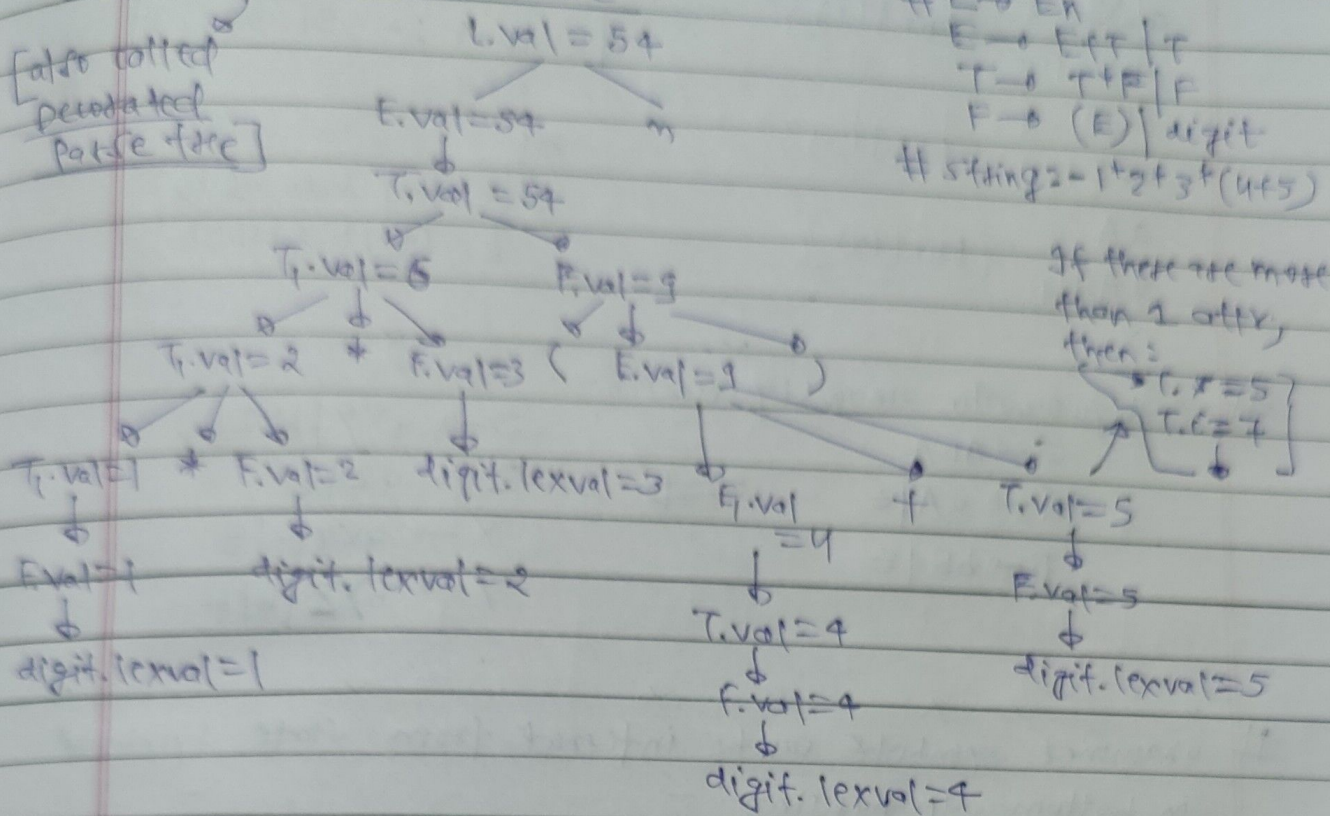 [also called
Decorated
Parse tree]
L.val = 54
E.val = 54 n
T.val = 54
T₁.val = 6 F.val = 9
T₁.val = 2 * F.val = 3 ( E.val = 9 )
T₁.val = 1 * F.val = 2 digit.lexval = 3 E₁.val + T.val = 5
= 4
F.val = 1 digit.lexval = 2 F.val = 5
T.val = 4
digit.lexval = 1 digit.lexval = 5
F.val = 4
digit.lexval = 4
En
E → E+T | T
T → T*F | F
F → (E) | digit
# string = 1*2*3*(4+5)
If there are more
than 1 attr,
then:
= 5
T.i = 7